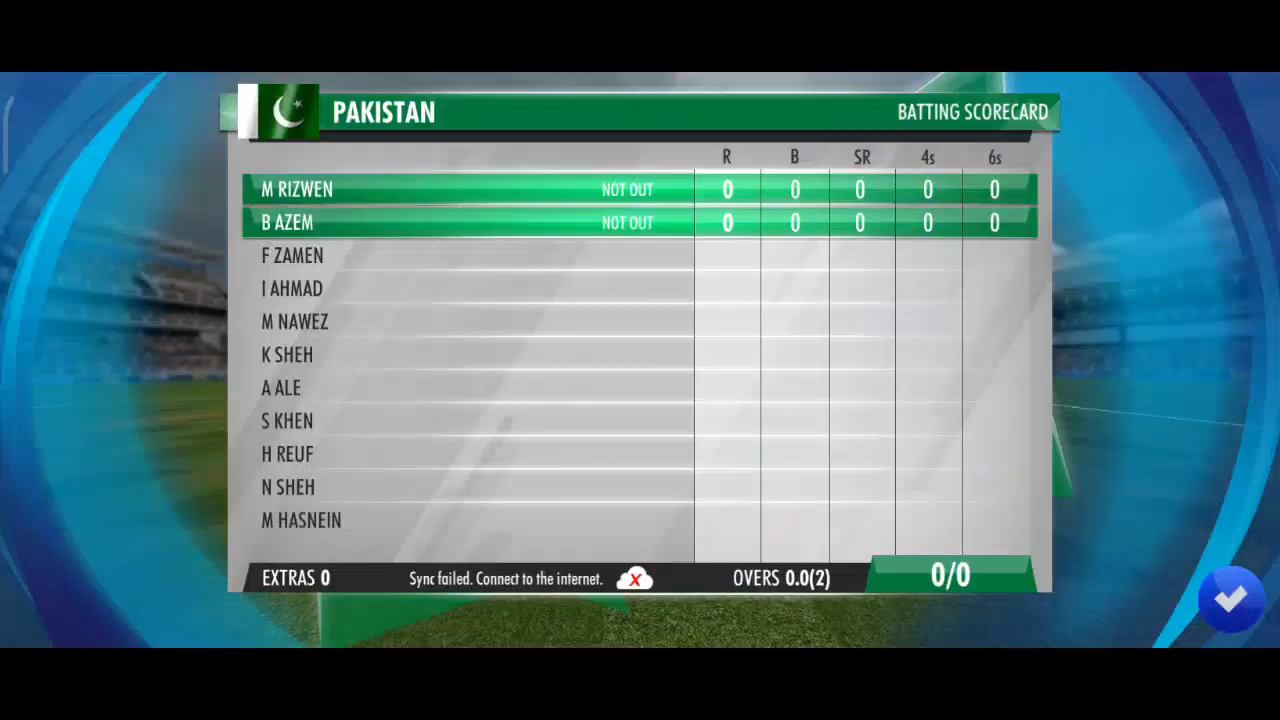 PAKISTAN BATTING SCORECARD
R B SR 4s 6s
M RIZWEN NOT OUT 0 0 0 0 0
B AZEM NOT OUT 0 0 0 0 0
F ZAMEN
I AHMAD
M NAWEZ
K SHEH
A ALE
S KHEN
H REUF
N SHEH
M HASNEIN
EXTRAS 0 Sync failed. Connect to the internet. X OVERS 0.0(2) 0/0